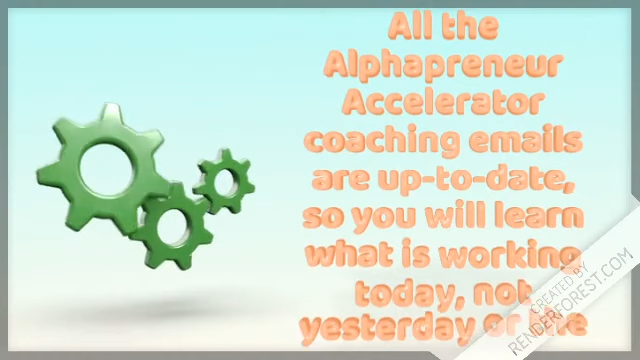 All the
Alphapreneur
Accelerator
coaching emails
are up-to-date,
so you will learn
what is working
today, not
yesterday or
CREATED BY
RENDERFOREST.COM